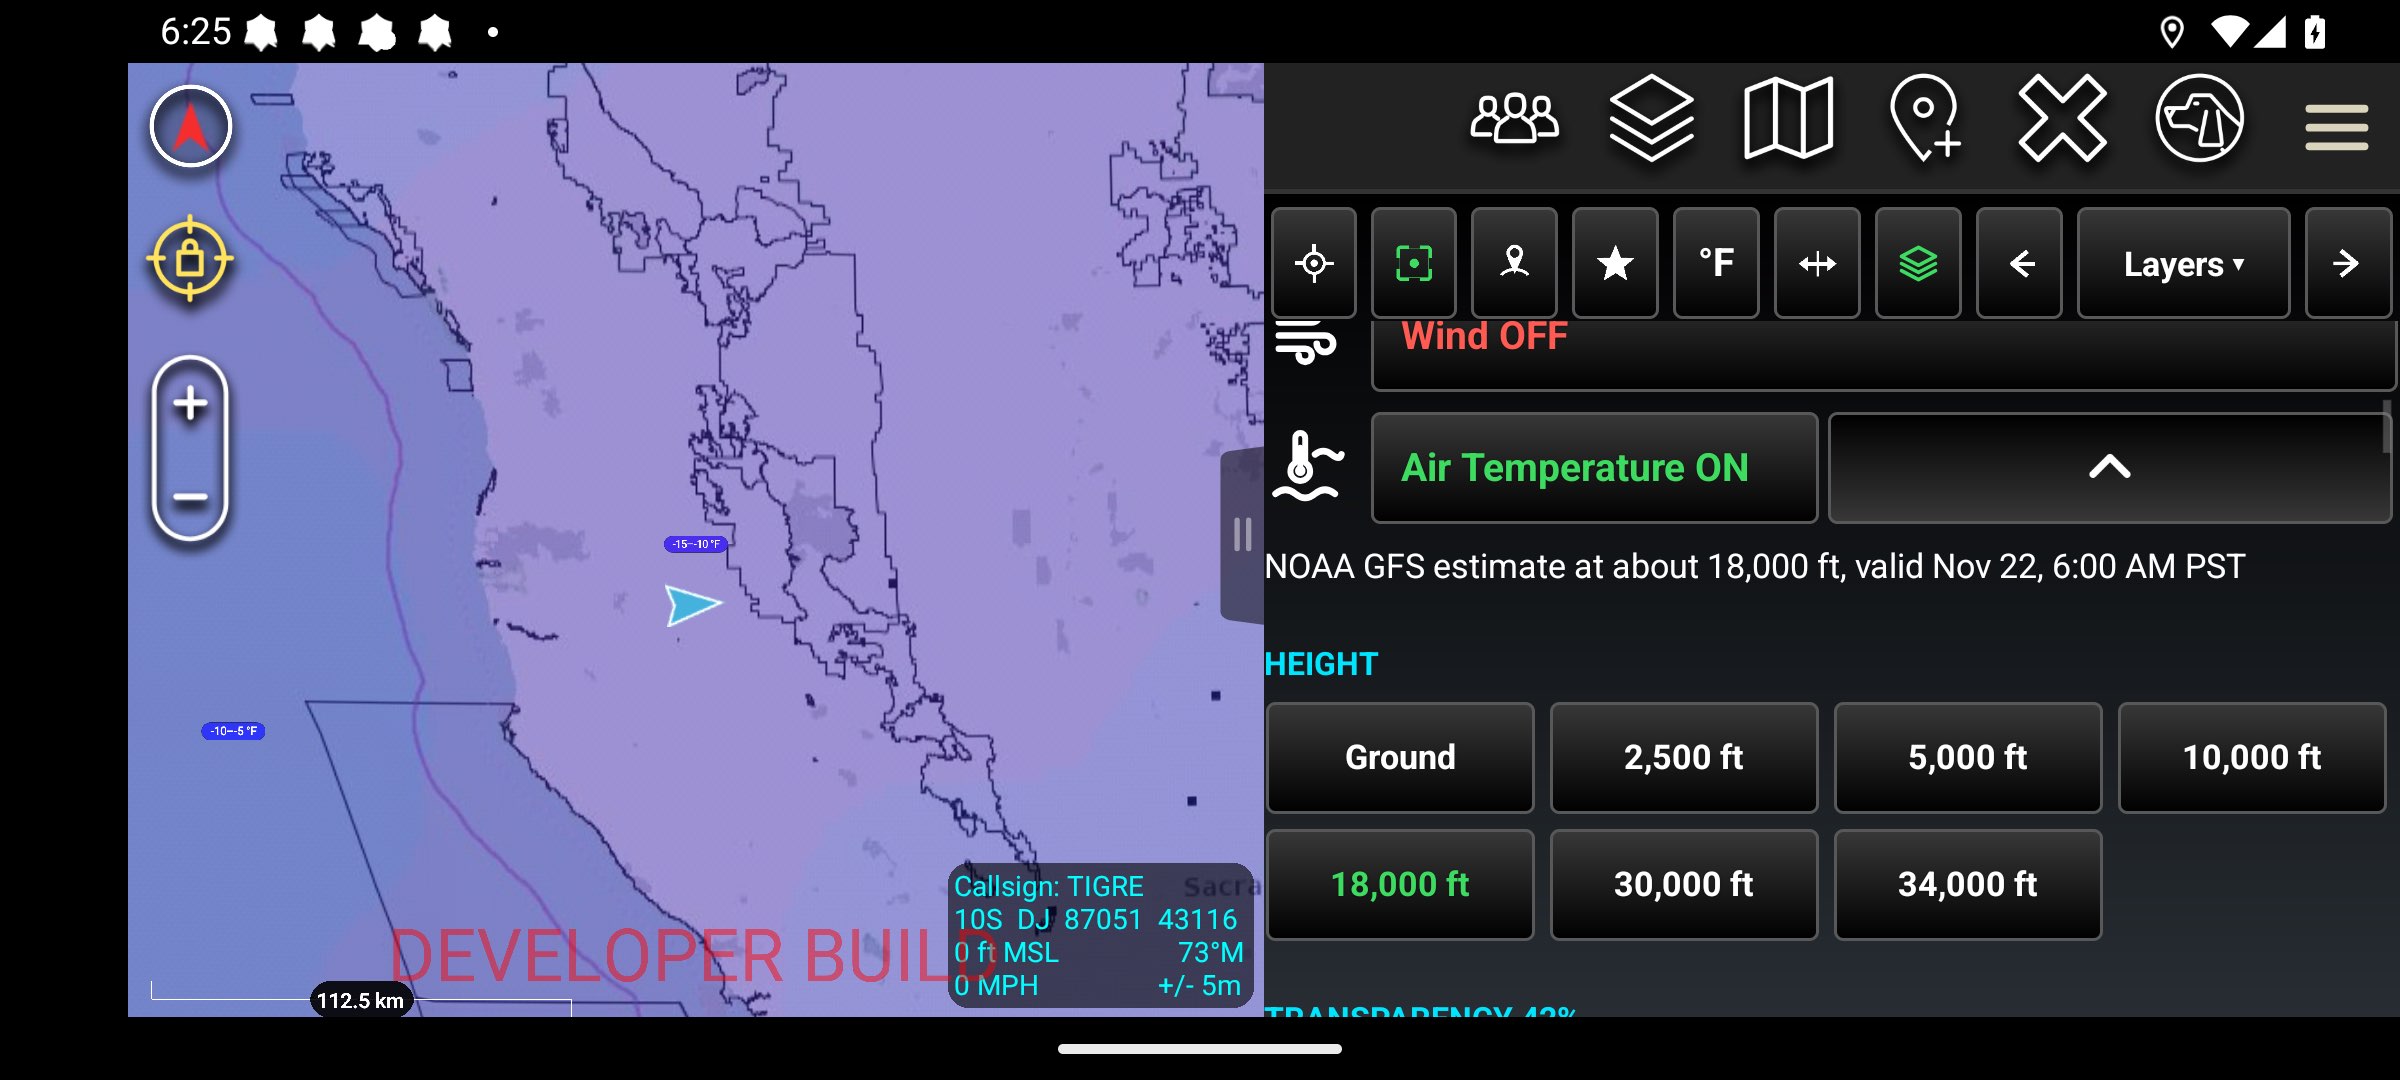 6:25
°F
Layers ▾
Wind OFF
Air Temperature ON
NOAA GFS estimate at about 18,000 ft, valid Nov 22, 6:00 AM PST
HEIGHT
Ground
2,500 ft
5,000 ft
10,000 ft
18,000 ft
30,000 ft
34,000 ft
TRANSPARENCY 42%
-15–-10 °F
-10–-5 °F
Sacra
Callsign: TIGRE
10S DJ 87051 43116
0 ft MSL 73°M
0 MPH +/- 5m
DEVELOPER BUILD
112.5 km